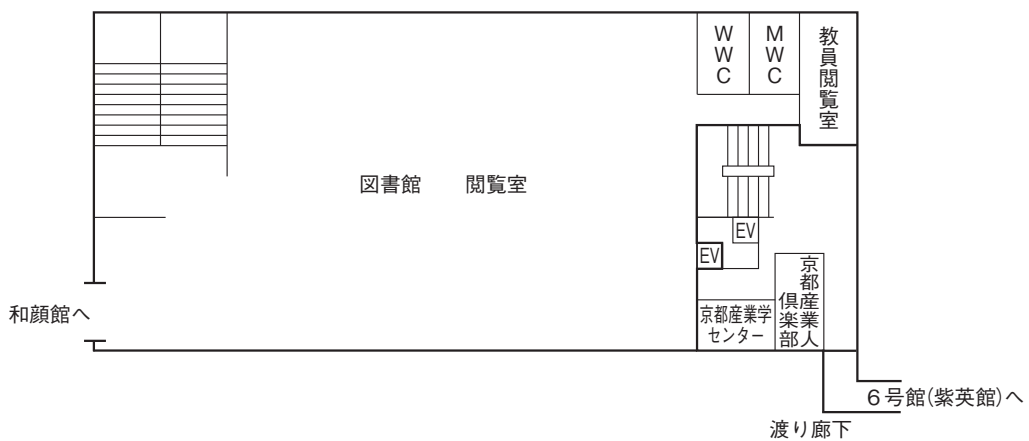 WWC
MWC
教員閲覧室
図書館　　閲覧室
EV
EV
京都産業人
倶楽部
京都産業学
センター
和顔館へ
６号館(紫英館)へ
渡り廊下